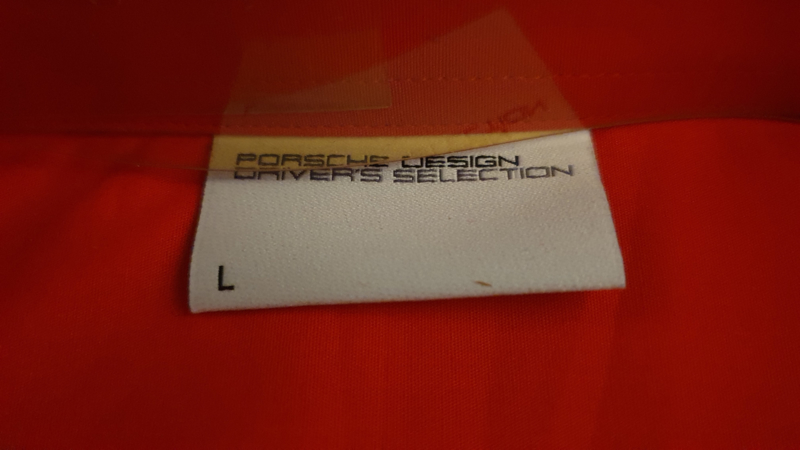 PORSCHE DESIGN
DRIVER'S SELECTION
L